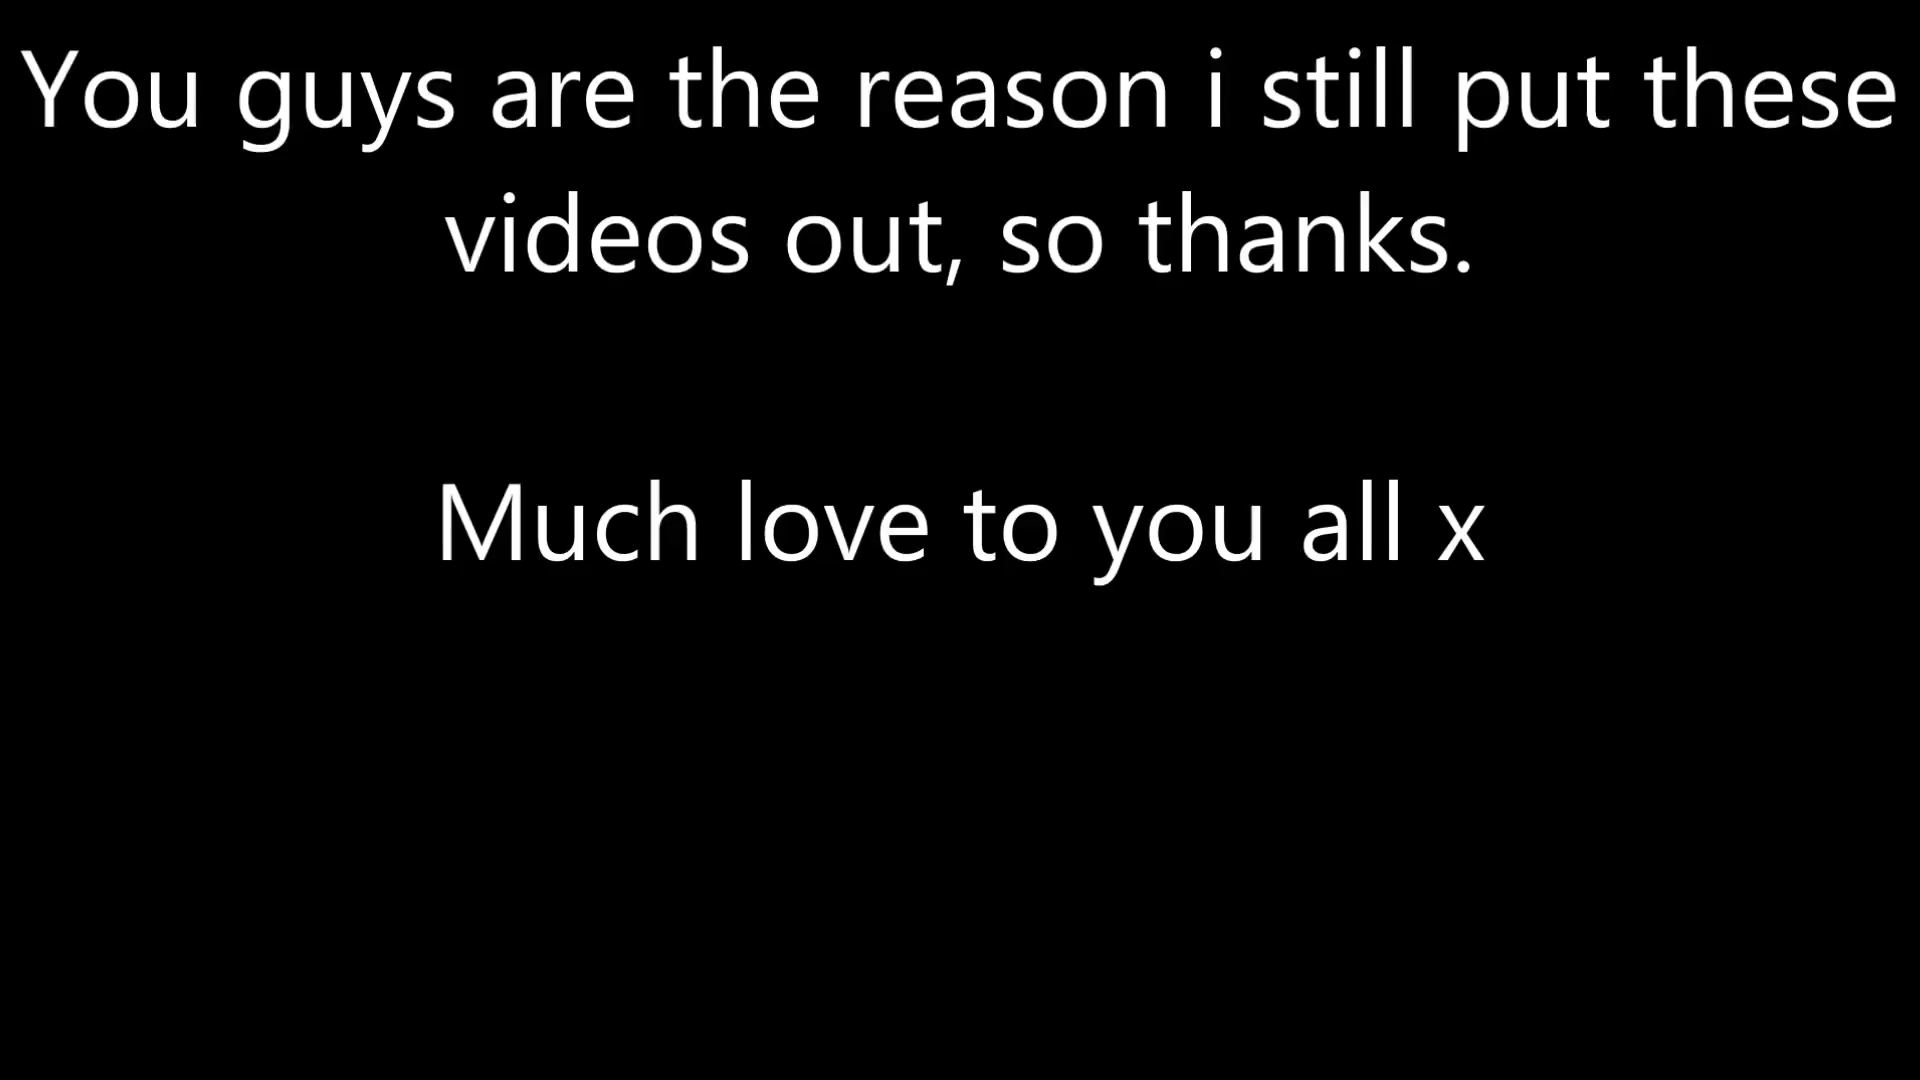 You guys are the reason i still put these
videos out, so thanks.
Much love to you all x